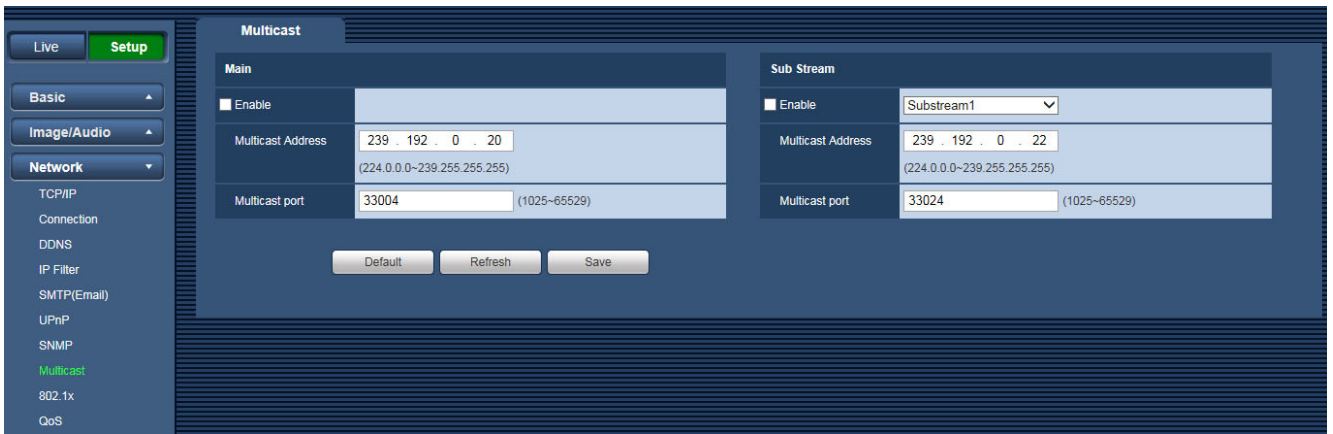 Live Setup
Basic
Image/Audio
Network
TCP/IP
Connection
DDNS
IP Filter
SMTP(Email)
UPnP
SNMP
Multicast
802.1x
QoS
Multicast
Main
Enable
Multicast Address 239 . 192 . 0 . 20
(224.0.0.0~239.255.255.255)
Multicast port 33004 (1025~65529)
Sub Stream
Enable Substream1
Multicast Address 239 . 192 . 0 . 22
(224.0.0.0~239.255.255.255)
Multicast port 33024 (1025~65529)
Default Refresh Save